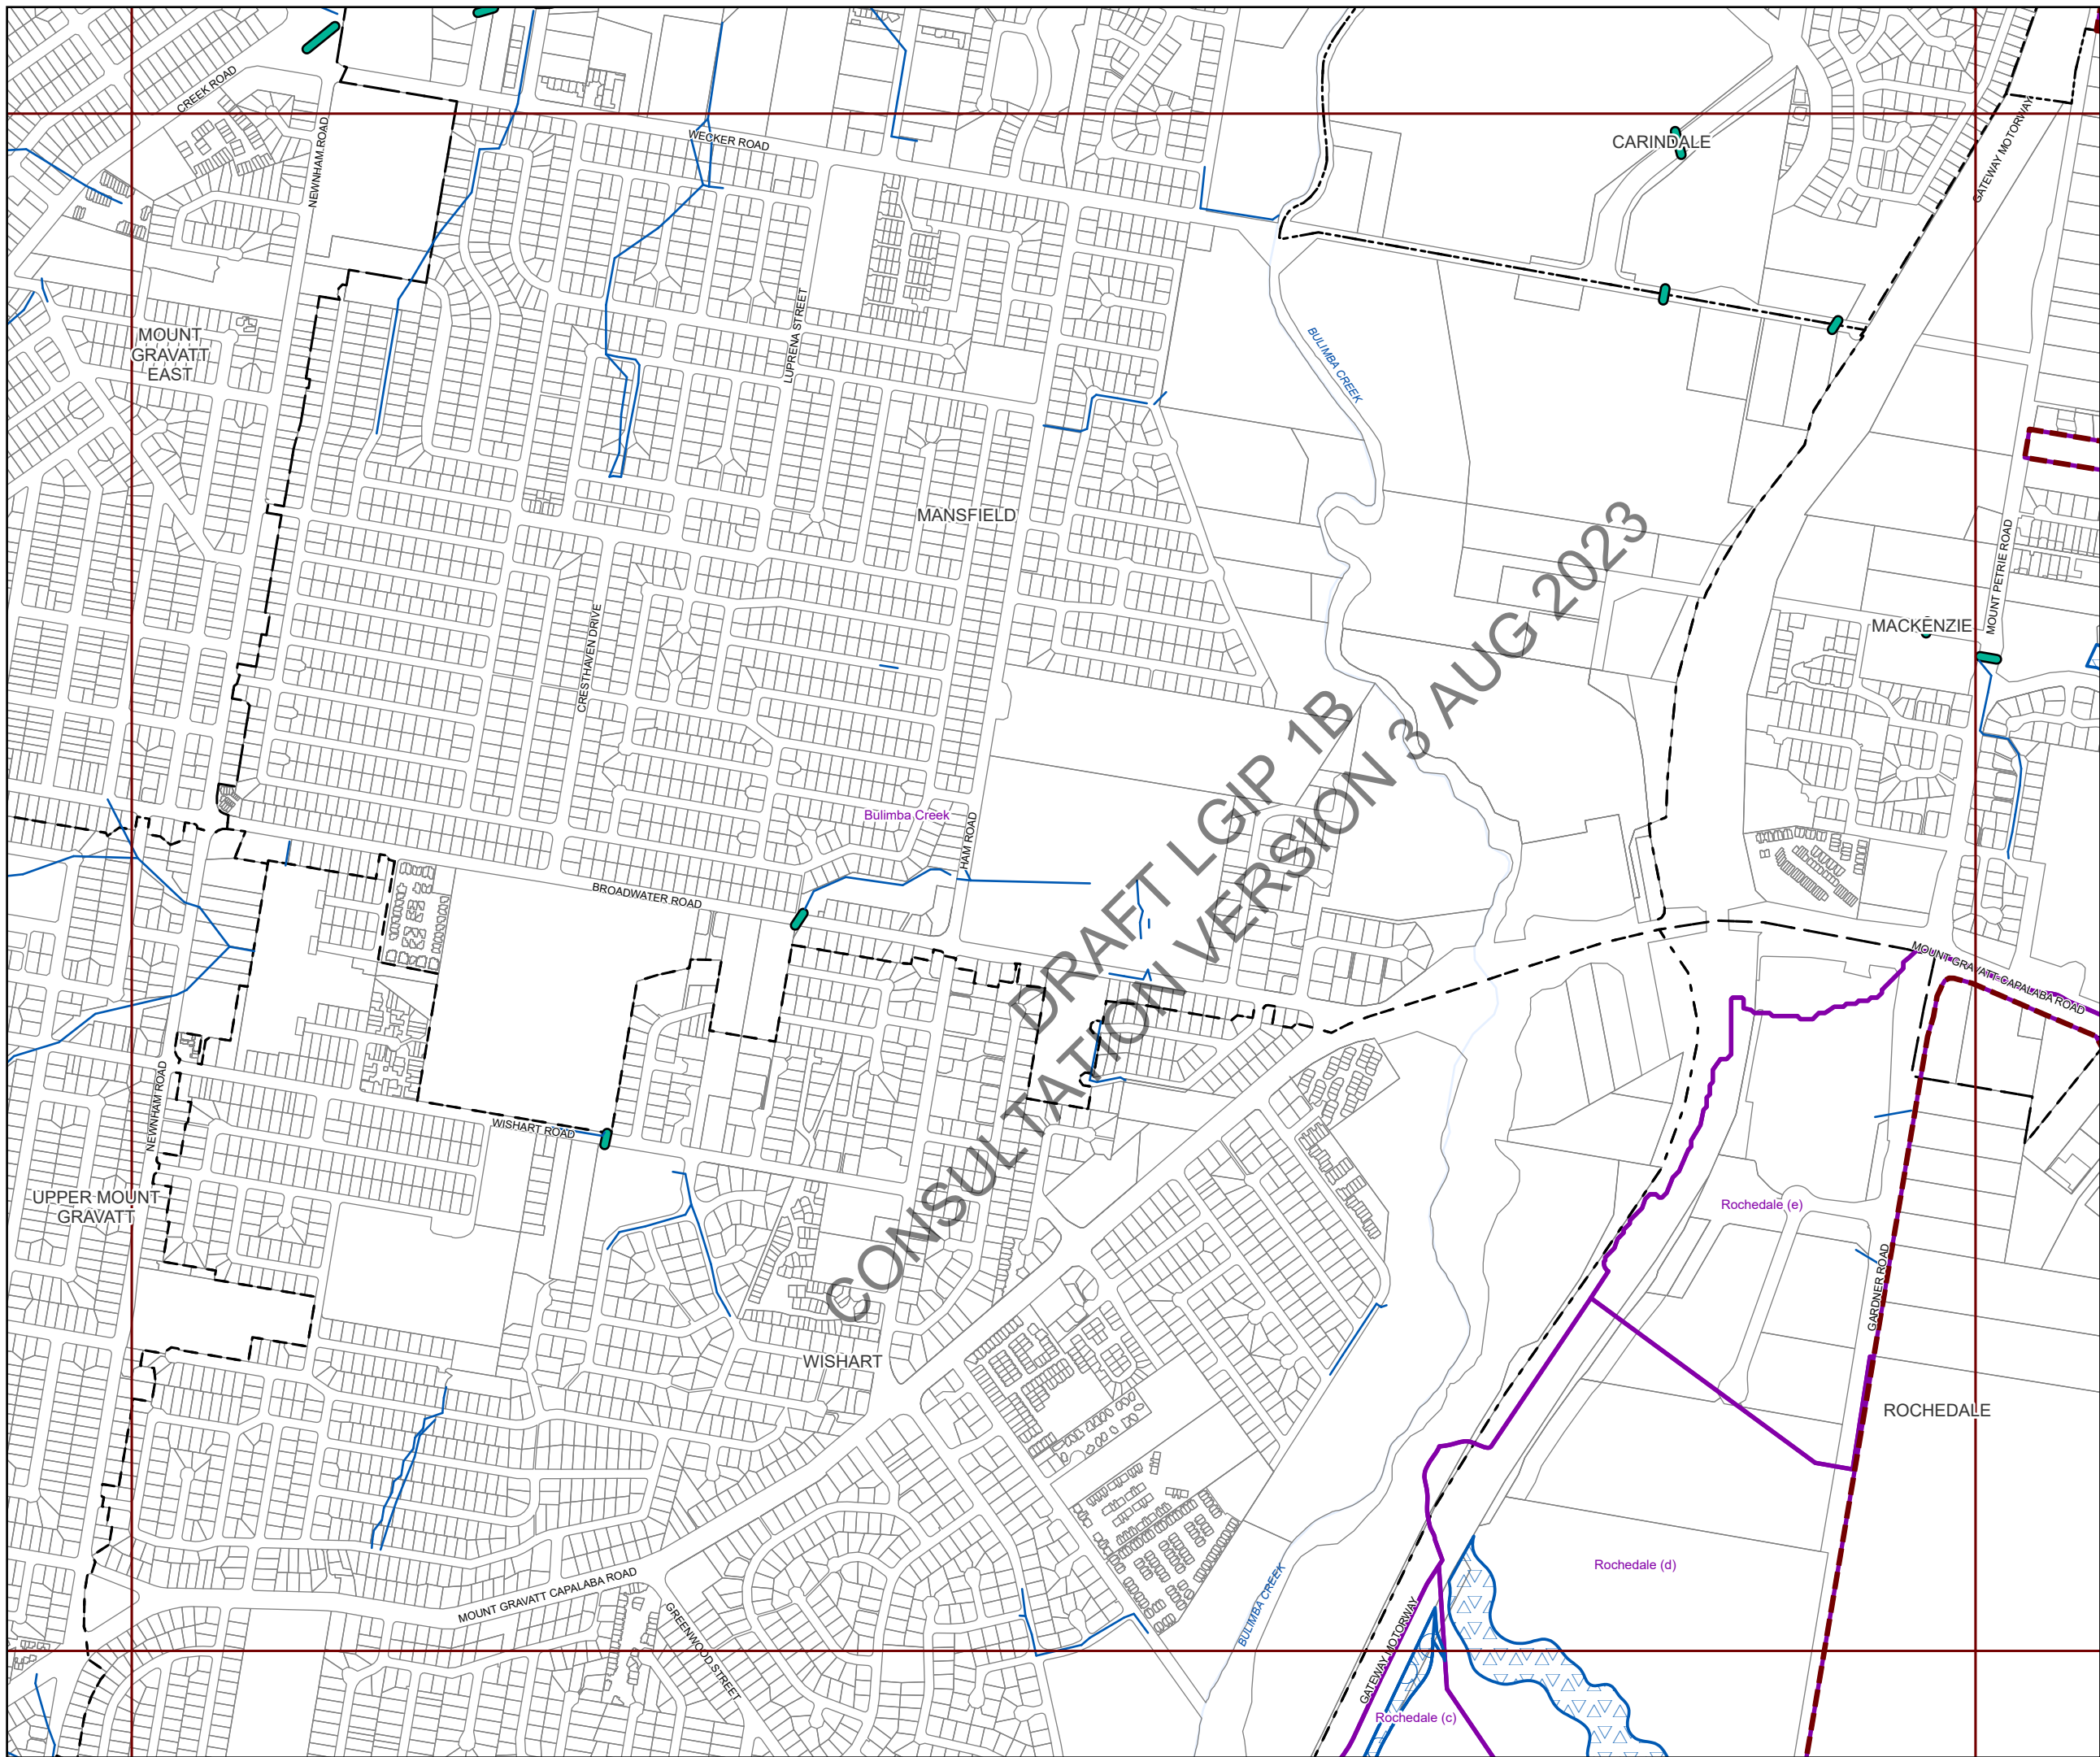 CREEK ROAD
NEWNHAM ROAD
WECKER ROAD
CARINDALE
GATEWAY MOTORWAY
MOUNT
GRAVATT
EAST
LUPRENA STREET
BULIMBA CREEK
MANSFIELD
MOUNT PETRIE ROAD
MACKENZIE
CRESTHAVEN DRIVE
Bulimba Creek
HAM ROAD
BROADWATER ROAD
DRAFT LGIP 1B
CONSULTATION VERSION 3 AUG 2023
MOUNT GRAVATT-CAPALABA ROAD
NEWNHAM ROAD
WISHART ROAD
UPPER MOUNT
GRAVATT
Rochedale (e)
GARDNER ROAD
WISHART
ROCHEDALE
Rochedale (d)
MOUNT GRAVATT CAPALABA ROAD
GREENWOOD STREET
BULIMBA CREEK
GATEWAY MOTORWAY
Rochedale (c)